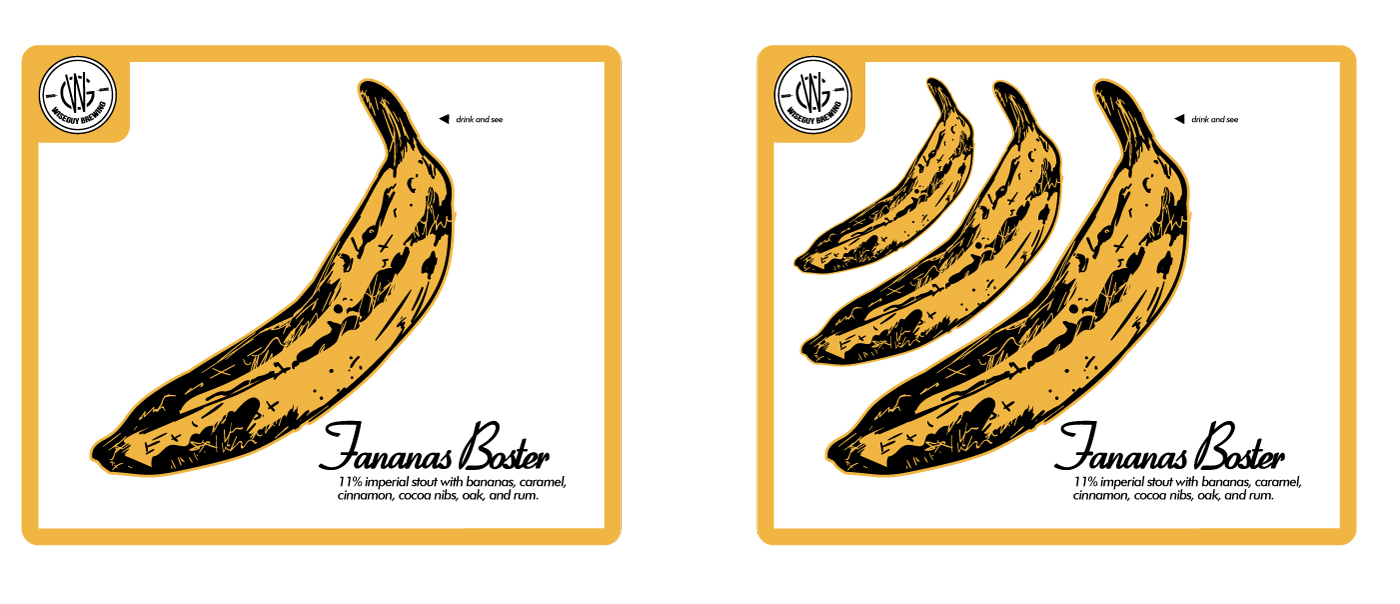 WG
WISEGUY BREWING
drink and see
Fananas Boster
11% imperial stout with bananas, caramel,
cinnamon, cocoa nibs, oak, and rum.
WG
WISEGUY BREWING
drink and see
Fananas Boster
11% imperial stout with bananas, caramel,
cinnamon, cocoa nibs, oak, and rum.